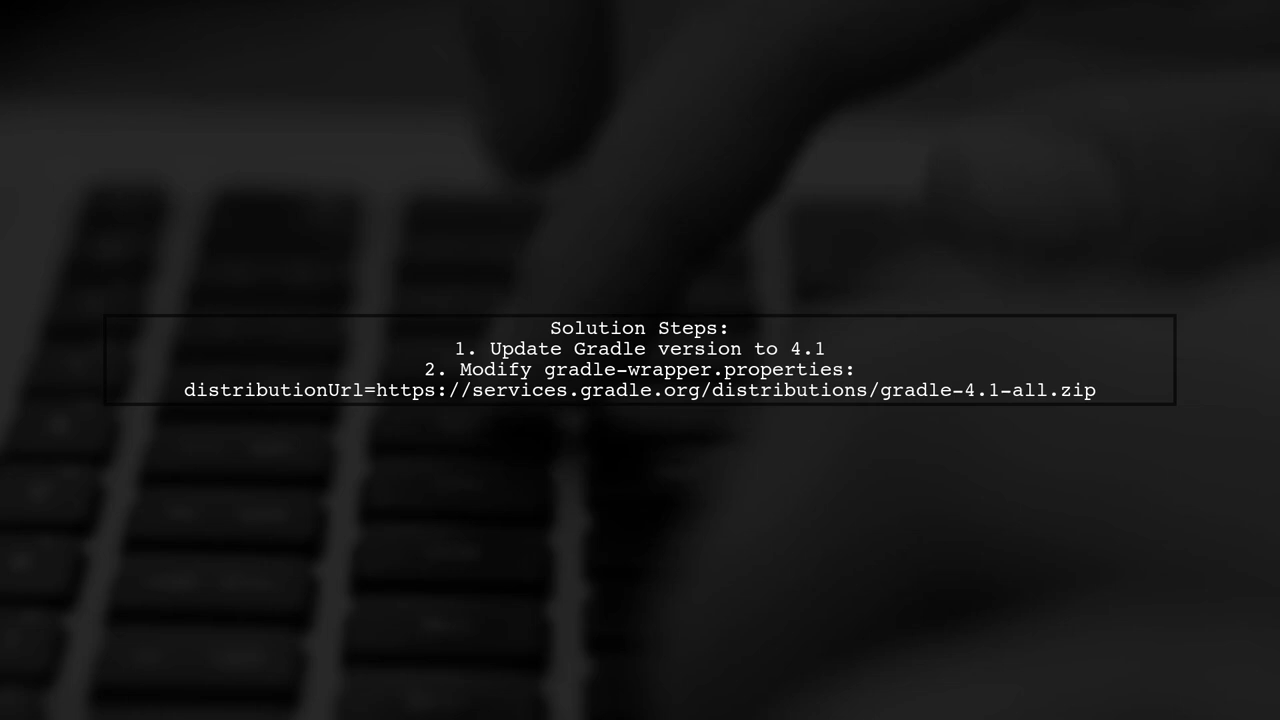 Solution Steps:
1. Update Gradle version to 4.1
2. Modify gradle-wrapper.properties:
distributionUrl=https://services.gradle.org/distributions/gradle-4.1-all.zip